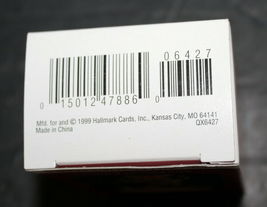 06427
0 15012 47886 0
Mfd. for and © 1999 Hallmark Cards, Inc., Kansas City, MO 64141
Made in China
QX6427